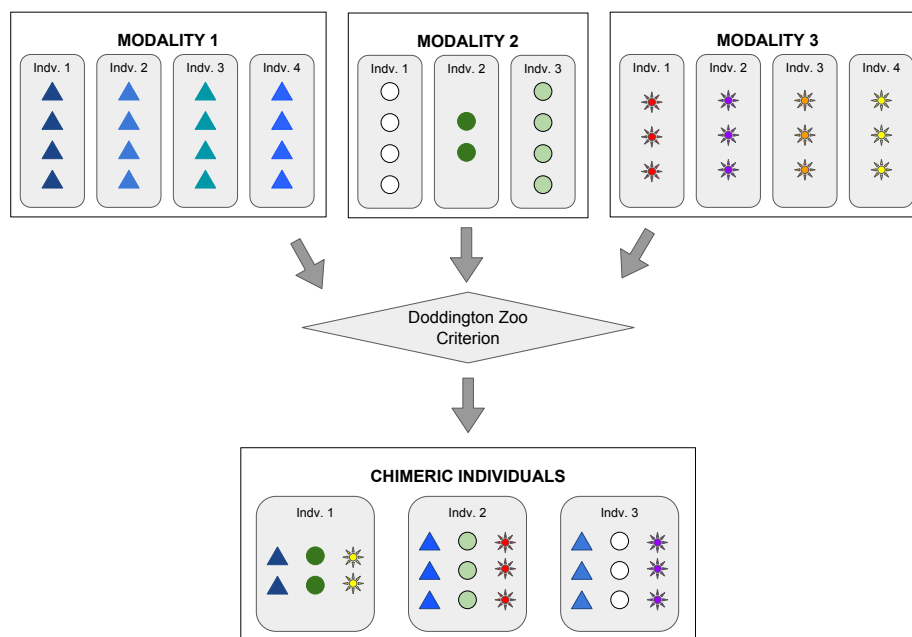 MODALITY 1
Indv. 1
Indv. 2
Indv. 3
Indv. 4
MODALITY 2
Indv. 1
Indv. 2
Indv. 3
MODALITY 3
Indv. 1
Indv. 2
Indv. 3
Indv. 4
Doddington Zoo
Criterion
CHIMERIC INDIVIDUALS
Indv. 1
Indv. 2
Indv. 3